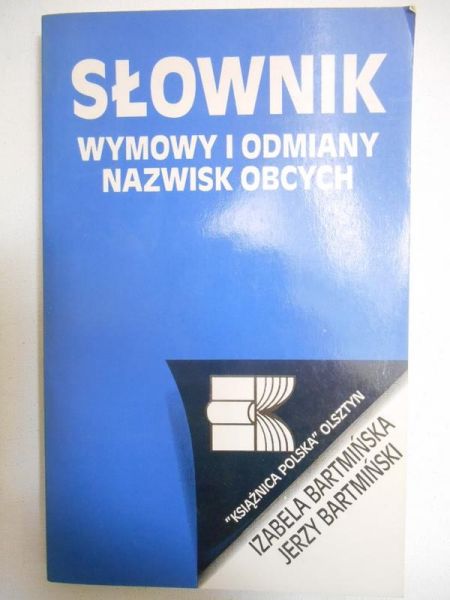 SŁOWNIK
WYMOWY I ODMIANY
NAZWISK OBCYCH
"KSIĄŻNICA POLSKA" OLSZTYN
IZABELA BARTMIŃSKA
JERZY BARTMIŃSKI